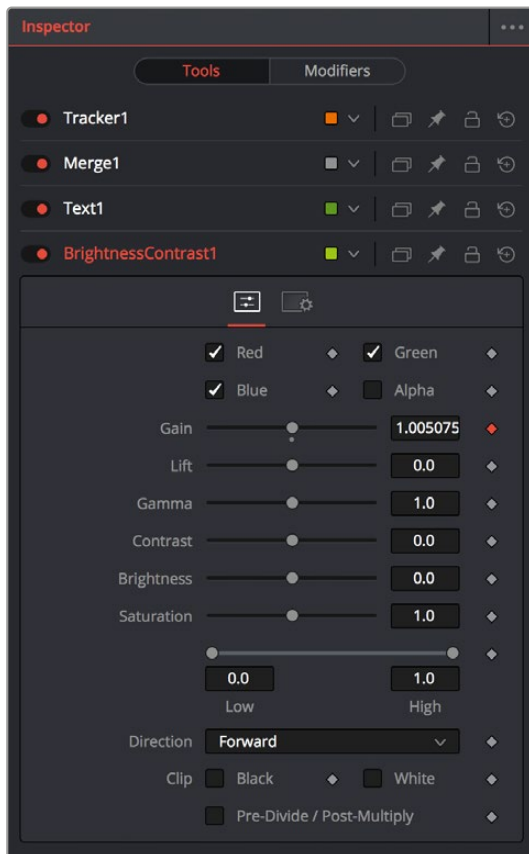 Inspector
Tools Modifiers
Tracker1
Merge1
Text1
BrightnessContrast1
Red Green
Blue Alpha
Gain 1.005075
Lift 0.0
Gamma 1.0
Contrast 0.0
Brightness 0.0
Saturation 1.0
0.0 1.0
Low High
Direction Forward
Clip Black White
Pre-Divide / Post-Multiply